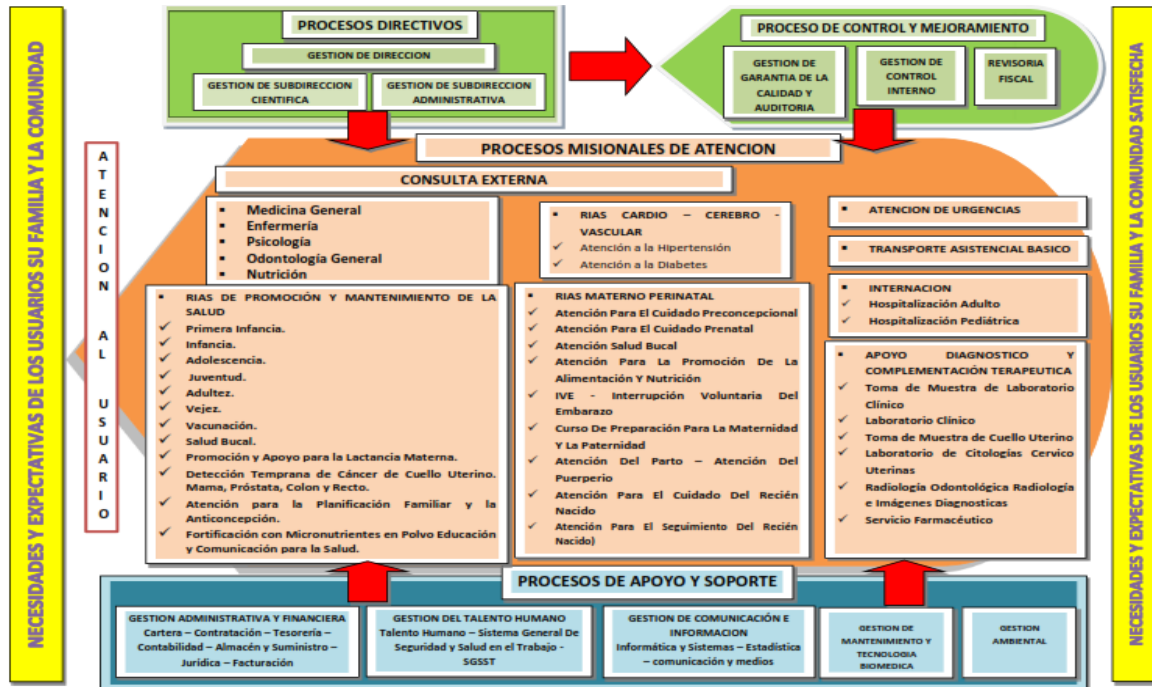 NECESIDADES Y EXPECTATIVAS DE LOS USUARIOS SU FAMILIA Y LA COMUNIDAD
PROCESOS DIRECTIVOS
GESTION DE DIRECCION
GESTION DE SUBDIRECCION
CIENTIFICA
GESTION DE SUBDIRECCION
ADMINISTRATIVA
PROCESO DE CONTROL Y MEJORAMIENTO
GESTION DE
GARANTIA DE LA
CALIDAD Y
AUDITORIA
GESTION DE
CONTROL
INTERNO
REVISORIA
FISCAL
ATENCION AL USUARIO
PROCESOS MISIONALES DE ATENCION
CONSULTA EXTERNA
▪ Medicina General
▪ Enfermería
▪ Psicología
▪ Odontología General
▪ Nutrición
▪ RIAS DE PROMOCIÓN Y MANTENIMIENTO DE LA
SALUD
✓ Primera Infancia.
✓ Infancia.
✓ Adolescencia.
✓ Juventud.
✓ Adultez.
✓ Vejez.
✓ Vacunación.
✓ Salud Bucal.
✓ Promoción y Apoyo para la Lactancia Materna.
✓ Detección Temprana de Cáncer de Cuello Uterino.
Mama, Próstata, Colon y Recto.
✓ Atención para la Planificación Familiar y la
Anticoncepción.
✓ Fortificación con Micronutrientes en Polvo Educación
y Comunicación para la Salud.
▪ RIAS CARDIO – CEREBRO -
VASCULAR
✓ Atención a la Hipertensión
✓ Atención a la Diabetes
▪ RIAS MATERNO PERINATAL
✓ Atención Para El Cuidado Preconcepcional
✓ Atención Para El Cuidado Prenatal
✓ Atención Salud Bucal
✓ Atención Para La Promoción De La
Alimentación Y Nutrición
✓ IVE - Interrupción Voluntaria Del
Embarazo
✓ Curso De Preparación Para La Maternidad
Y La Paternidad
✓ Atención Del Parto – Atención Del
Puerperio
✓ Atención Para El Cuidado Del Recién
Nacido
✓ Atención Para El Seguimiento Del Recién
Nacido)
▪ ATENCION DE URGENCIAS
▪ TRANSPORTE ASISTENCIAL BASICO
▪ INTERNACION
✓ Hospitalización Adulto
✓ Hospitalización Pediátrica
▪ APOYO DIAGNOSTICO Y
COMPLEMENTACIÓN TERAPEUTICA
✓ Toma de Muestra de Laboratorio
Clínico
✓ Laboratorio Clínico
✓ Toma de Muestra de Cuello Uterino
✓ Laboratorio de Citologías Cervico
Uterinas
✓ Radiología Odontológica Radiología
e Imágenes Diagnosticas
✓ Servicio Farmacéutico
PROCESOS DE APOYO Y SOPORTE
GESTION ADMINISTRATIVA Y FINANCIERA
Cartera – Contratación – Tesorería –
Contabilidad – Almacén y Suministro –
Jurídica – Facturación
GESTION DEL TALENTO HUMANO
Talento Humano – Sistema General De
Seguridad y Salud en el Trabajo -
SGSST
GESTION DE COMUNICACIÓN E
INFORMACION
Informática y Sistemas – Estadística
– comunicación y medios
GESTION DE
MANTENIMIENTO Y
TECNOLOGIA
BIOMEDICA
GESTION
AMBIENTAL
NECESIDADES Y EXPECTATIVAS DE LOS USUARIOS SU FAMILIA Y LA COMUNIDAD SATISFECHA